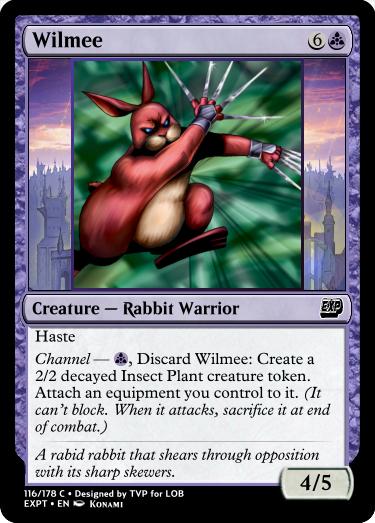 Wilmee 6
Creature — Rabbit Warrior EXP
Haste
Channel — , Discard Wilmee: Create a
2/2 decayed Insect Plant creature token.
Attach an equipment you control to it. (It
can't block. When it attacks, sacrifice it at end
of combat.)
A rabid rabbit that shears through opposition
with its sharp skewers.
4/5
116/178 C • Designed by TVP for LOB
EXPT • EN KONAMI